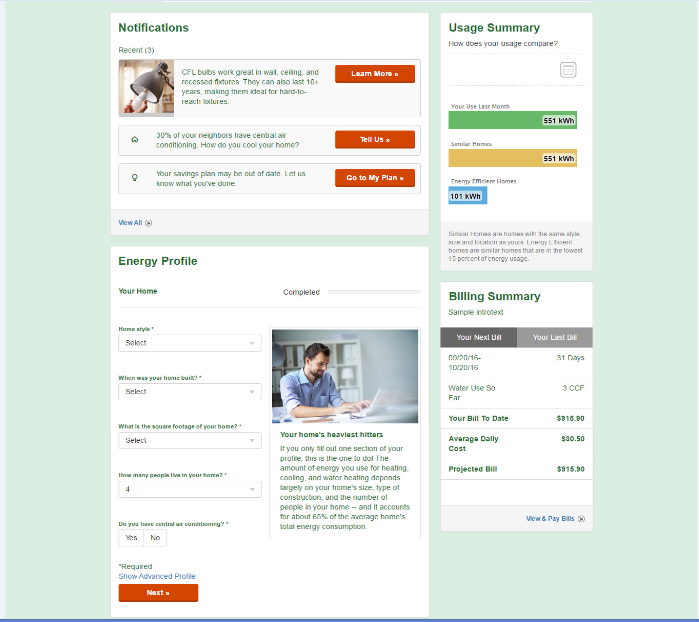 Notifications
Recent (3)
CFL bulbs work great in wall, ceiling, and
recessed fixtures. They can also last 10+
years, making them ideal for hard-to-
reach fixtures.
Learn More »
30% of your neighbors have central air
conditioning. How do you cool your home?
Tell Us »
Your savings plan may be out of date. Let us
know what you've done.
Go to My Plan »
View All
Energy Profile
Your Home
Completed
Home style *
Select
When was your home built? *
Select
What is the square footage of your home? *
Select
How many people live in your home? *
4
Do you have central air conditioning? *
Yes No
*Required
Show Advanced Profile
Next »
Your home's heaviest hitters
If you only fill out one section of your
profile, this is the one to do! The
amount of energy you use for heating,
cooling, and water heating depends
largely on your home's size, type of
construction, and the number of
people in your home -- and it accounts
for about 65% of the average home's
total energy consumption.
Usage Summary
How does your usage compare?
Your Use Last Month
551 kWh
Similar Homes
551 kWh
Energy Efficient Homes
101 kWh
Similar Homes are homes with the same style,
size and location as yours. Energy Efficient
homes are similar homes that are in the lowest
15 percent of energy usage.
Billing Summary
Sample introtext
Your Next Bill Your Last Bill
09/20/16- 31 Days
10/20/16
Water Use So 3 CCF
Far
Your Bill To Date $915.90
Average Daily $30.50
Cost
Projected Bill $915.90
View & Pay Bills